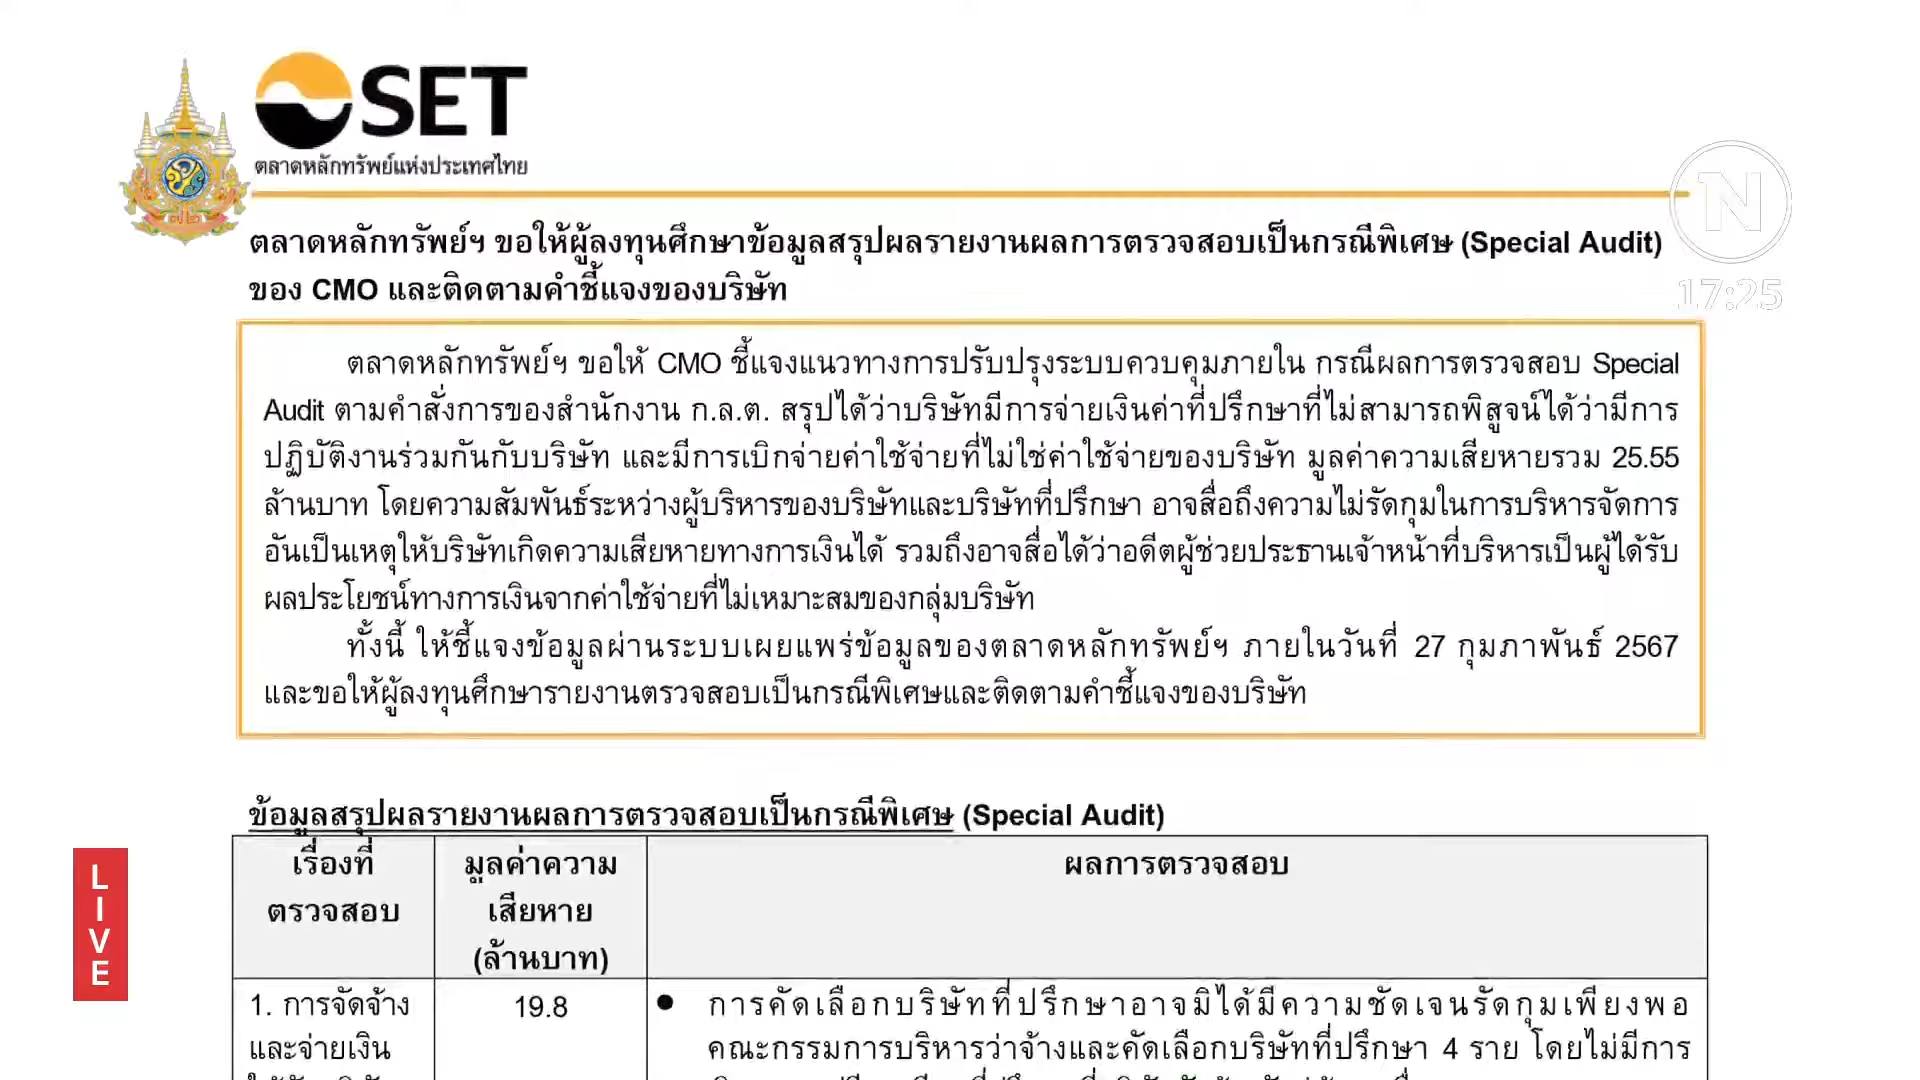 SET
ตลาดหลักทรัพย์แห่งประเทศไทย
๗๒
N
17:25
ตลาดหลักทรัพย์ฯ ขอให้ผู้ลงทุนศึกษาข้อมูลสรุปผลรายงานผลการตรวจสอบเป็นกรณีพิเศษ (Special Audit)
ของ CMO และติดตามคำชี้แจงของบริษัท
ตลาดหลักทรัพย์ฯ ขอให้ CMO ชี้แจงแนวทางการปรับปรุงระบบควบคุมภายใน กรณีผลการตรวจสอบ Special
Audit ตามคำสั่งการของสำนักงาน ก.ล.ต. สรุปได้ว่าบริษัทมีการจ่ายเงินค่าที่ปรึกษาที่ไม่สามารถพิสูจน์ได้ว่ามีการ
ปฏิบัติงานร่วมกันกับบริษัท และมีการเบิกจ่ายค่าใช้จ่ายที่ไม่ใช่ค่าใช้จ่ายของบริษัท มูลค่าความเสียหายรวม 25.55
ล้านบาท โดยความสัมพันธ์ระหว่างผู้บริหารของบริษัทและบริษัทที่ปรึกษา อาจสื่อถึงความไม่รัดกุมในการบริหารจัดการ
อันเป็นเหตุให้บริษัทเกิดความเสียหายทางการเงินได้ รวมถึงอาจสื่อได้ว่าอดีตผู้ช่วยประธานเจ้าหน้าที่บริหารเป็นผู้ได้รับ
ผลประโยชน์ทางการเงินจากค่าใช้จ่ายที่ไม่เหมาะสมของกลุ่มบริษัท
ทั้งนี้ ให้ชี้แจงข้อมูลผ่านระบบเผยแพร่ข้อมูลของตลาดหลักทรัพย์ฯ ภายในวันที่ 27 กุมภาพันธ์ 2567
และขอให้ผู้ลงทุนศึกษารายงานตรวจสอบเป็นกรณีพิเศษและติดตามคำชี้แจงของบริษัท
ข้อมูลสรุปผลรายงานผลการตรวจสอบเป็นกรณีพิเศษ (Special Audit)
เรื่องที่
ตรวจสอบ
มูลค่าความ
เสียหาย
(ล้านบาท)
ผลการตรวจสอบ
1. การจัดจ้าง
และจ่ายเงิน
19.8
● การคัดเลือกบริษัทที่ปรึกษาอาจมิได้มีความชัดเจนรัดกุมเพียงพอ
คณะกรรมการบริหารว่าจ้างและคัดเลือกบริษัทที่ปรึกษา 4 ราย โดยไม่มีการ
LIVE